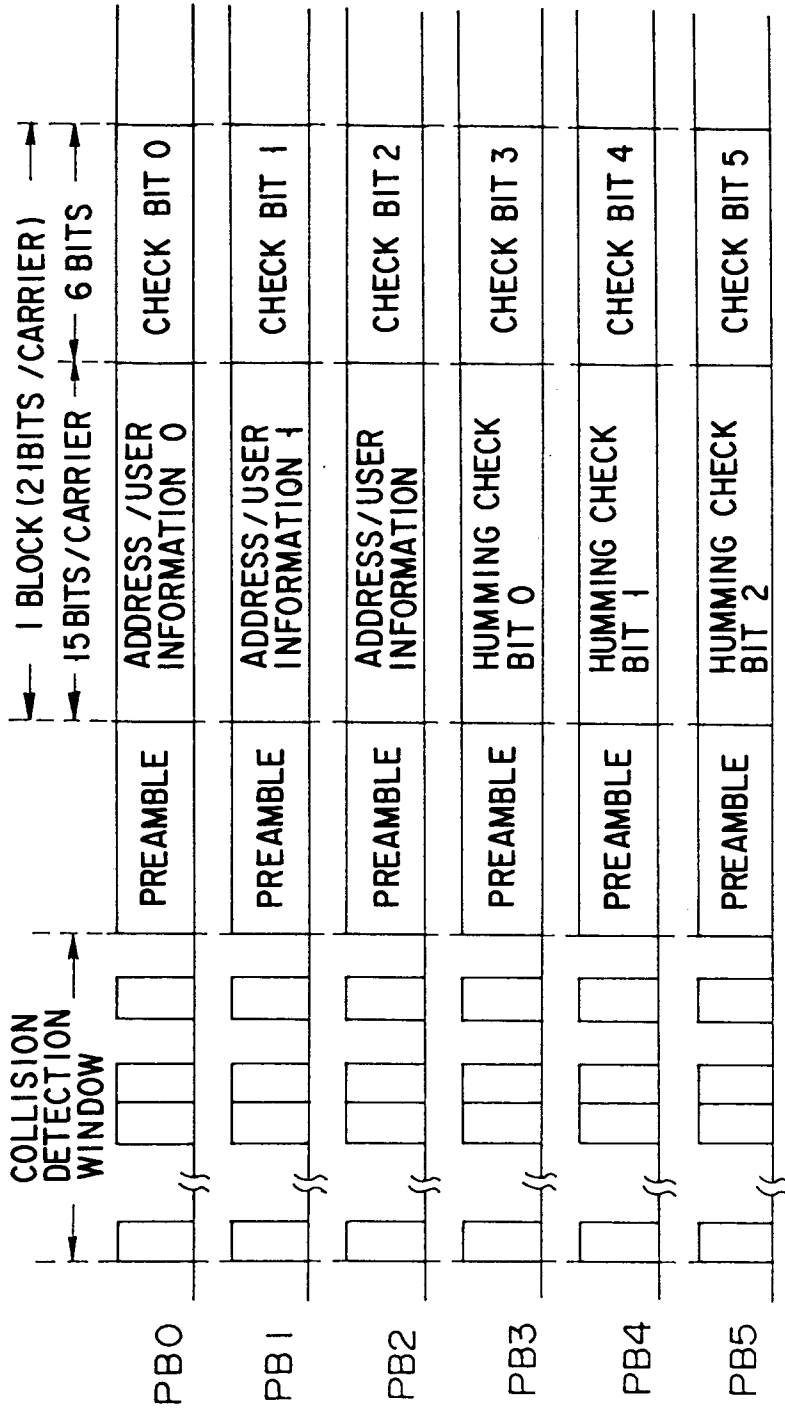 COLLISION
DETECTION
WINDOW
1 BLOCK (21BITS /CARRIER)
15 BITS/CARRIER
6 BITS
PB0
PREAMBLE
ADDRESS /USER
INFORMATION 0
CHECK BIT 0
PB1
PREAMBLE
ADDRESS/USER
INFORMATION 1
CHECK BIT 1
PB2
PREAMBLE
ADDRESS/USER
INFORMATION
CHECK BIT 2
PB3
PREAMBLE
HUMMING CHECK
BIT 0
CHECK BIT 3
PB4
PREAMBLE
HUMMING CHECK
BIT 1
CHECK BIT 4
PB5
PREAMBLE
HUMMING CHECK
BIT 2
CHECK BIT 5